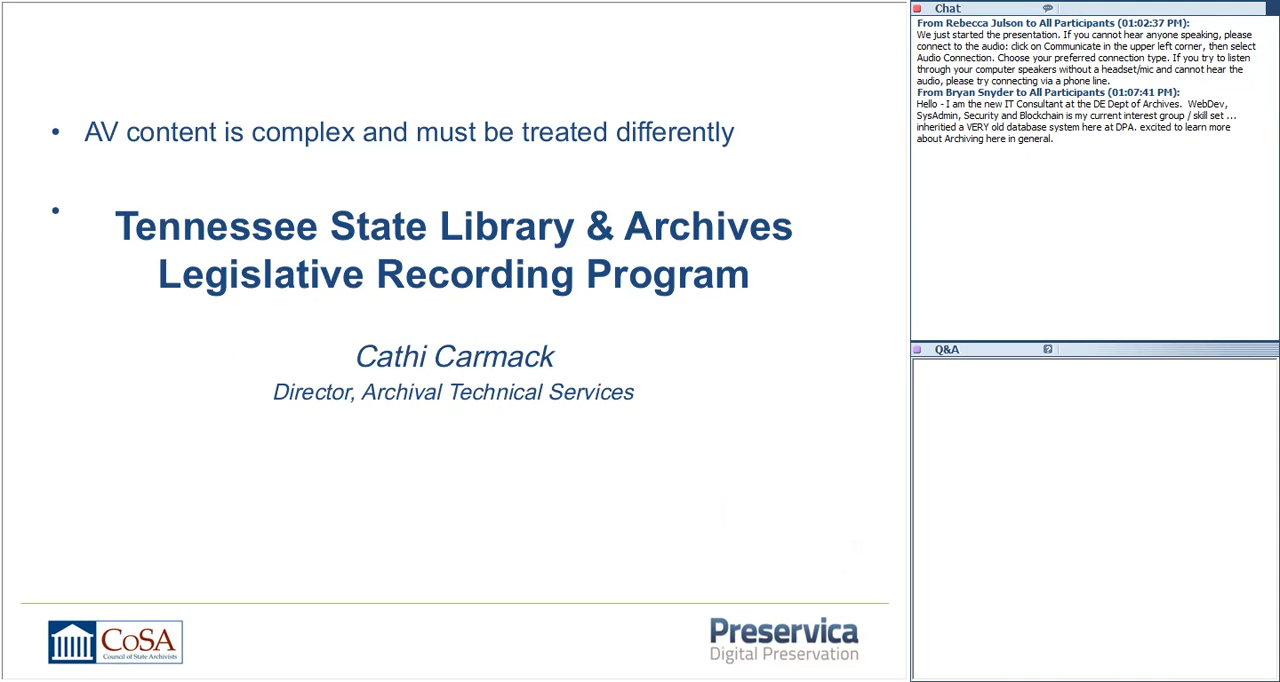 • AV content is complex and must be treated differently
•
Tennessee State Library & Archives
Legislative Recording Program
Cathi Carmack
Director, Archival Technical Services
CoSA
Council of State Archivists
Preservica
Digital Preservation
Chat
From Rebecca Julson to All Participants (01:02:37 PM):
We just started the presentation. If you cannot hear anyone speaking, please
connect to the audio: click on Communicate in the upper left corner, then select
Audio Connection. Choose your preferred connection type. If you try to listen
through your computer speakers without a headset/mic and cannot hear the
audio, please try connecting via a phone line.
From Bryan Snyder to All Participants (01:07:41 PM):
Hello - I am the new IT Consultant at the DE Dept of Archives. WebDev,
SysAdmin, Security and Blockchain is my current interest group / skill set ...
inheritied a VERY old database system here at DPA. excited to learn more
about Archiving here in general.
Q&A
?